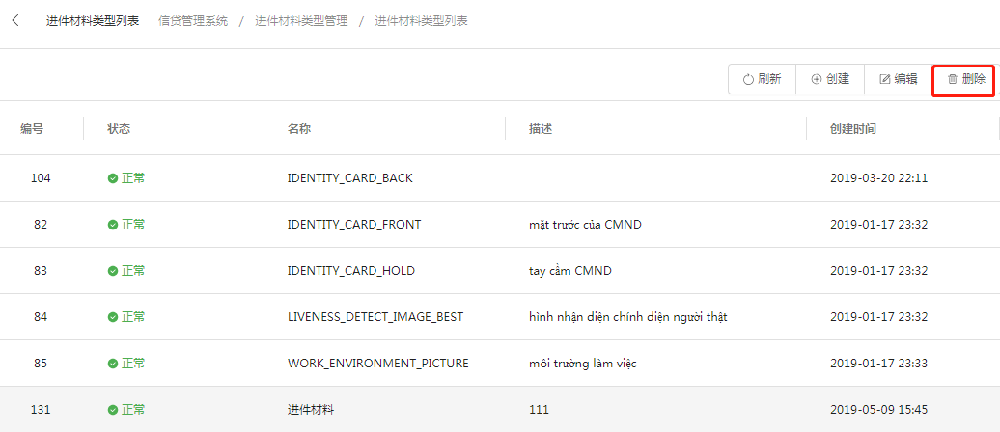 进件材料类型列表 信贷管理系统 / 进件材料类型管理 / 进件材料类型列表
刷新 创建 编辑 删除
编号 状态 名称 描述 创建时间
104 正常 IDENTITY_CARD_BACK 2019-03-20 22:11
82 正常 IDENTITY_CARD_FRONT mặt trước của CMND 2019-01-17 23:32
83 正常 IDENTITY_CARD_HOLD tay cầm CMND 2019-01-17 23:32
84 正常 LIVENESS_DETECT_IMAGE_BEST hình nhận diện chính diện người thật 2019-01-17 23:32
85 正常 WORK_ENVIRONMENT_PICTURE môi trường làm việc 2019-01-17 23:33
131 正常 进件材料 111 2019-05-09 15:45